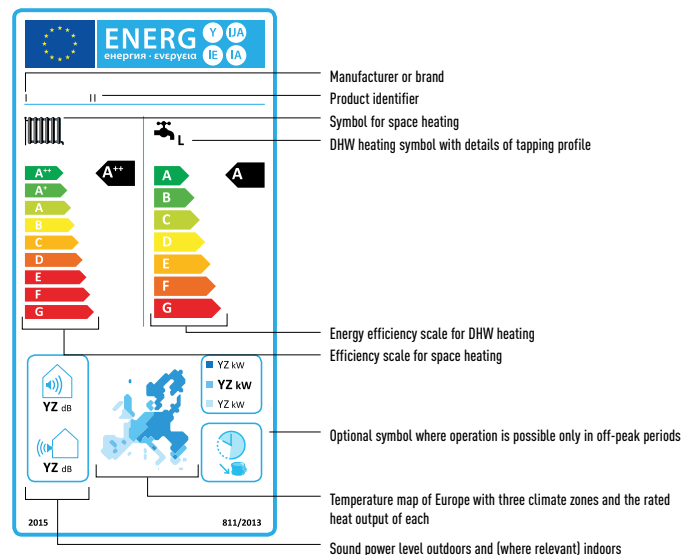 ENERG Y IJA
енергия · ενεργεια IE IA
Manufacturer or brand
I II
Product identifier
Symbol for space heating
L
DHW heating symbol with details of tapping profile
A++ A++
A+
A
B
C
D
E
F
G
A A
B
C
D
E
F
G
Energy efficiency scale for DHW heating
Efficiency scale for space heating
YZ dB
YZ dB
YZ kW
YZ kW
YZ kW
Optional symbol where operation is possible only in off-peak periods
Temperature map of Europe with three climate zones and the rated
heat output of each
2015 811/2013
Sound power level outdoors and (where relevant) indoors